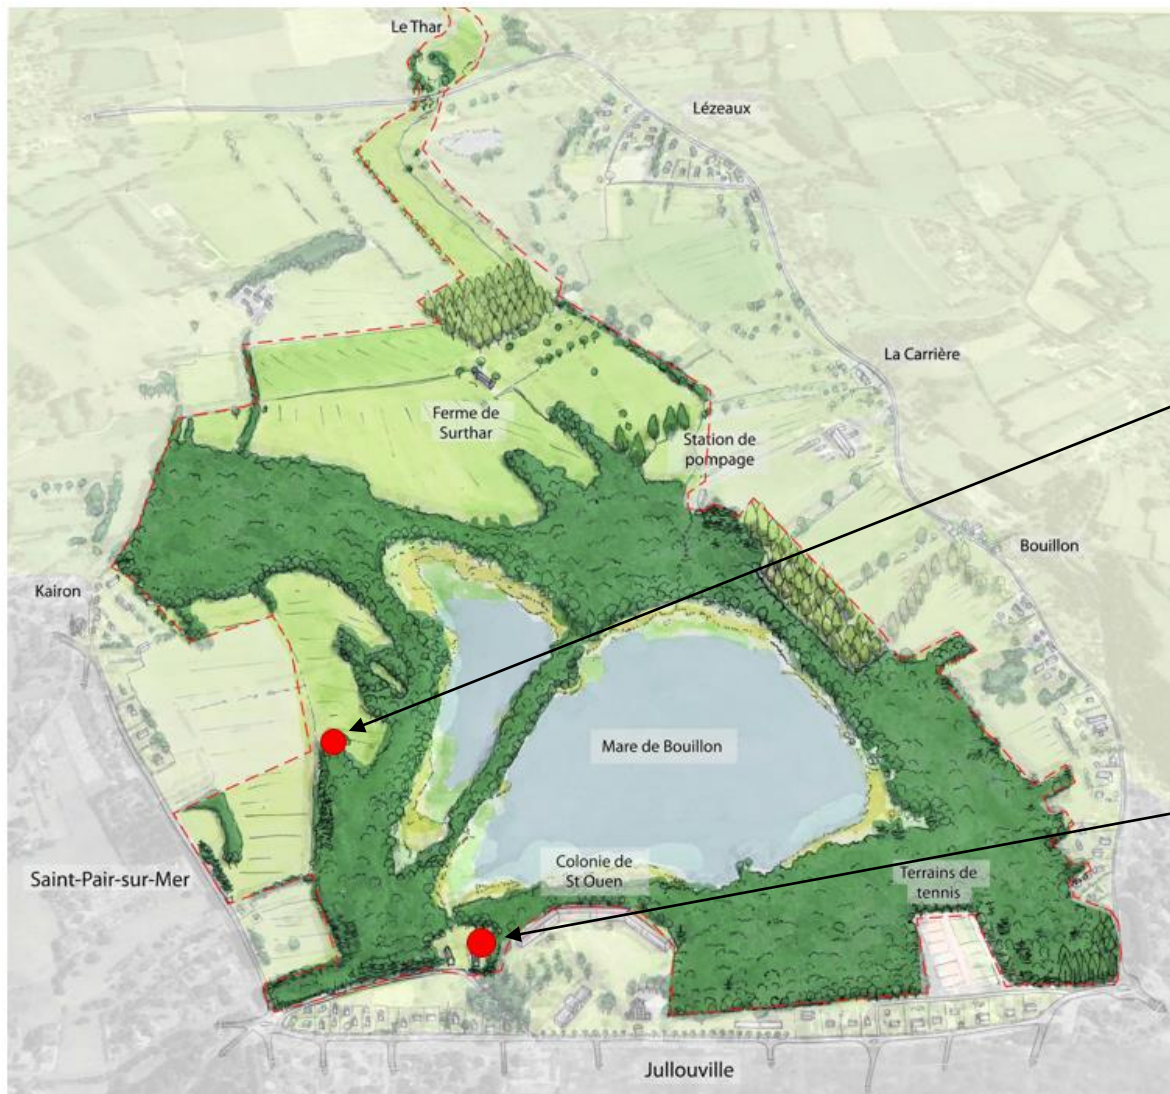 Le Thar
Lézeaux
La Carrière
Ferme de
Surthar
Station de
pompage
Bouillon
Kairon
Mare de Bouillon
Colonie de
St Ouen
Terrains de
tennis
Saint-Pair-sur-Mer
Jullouville